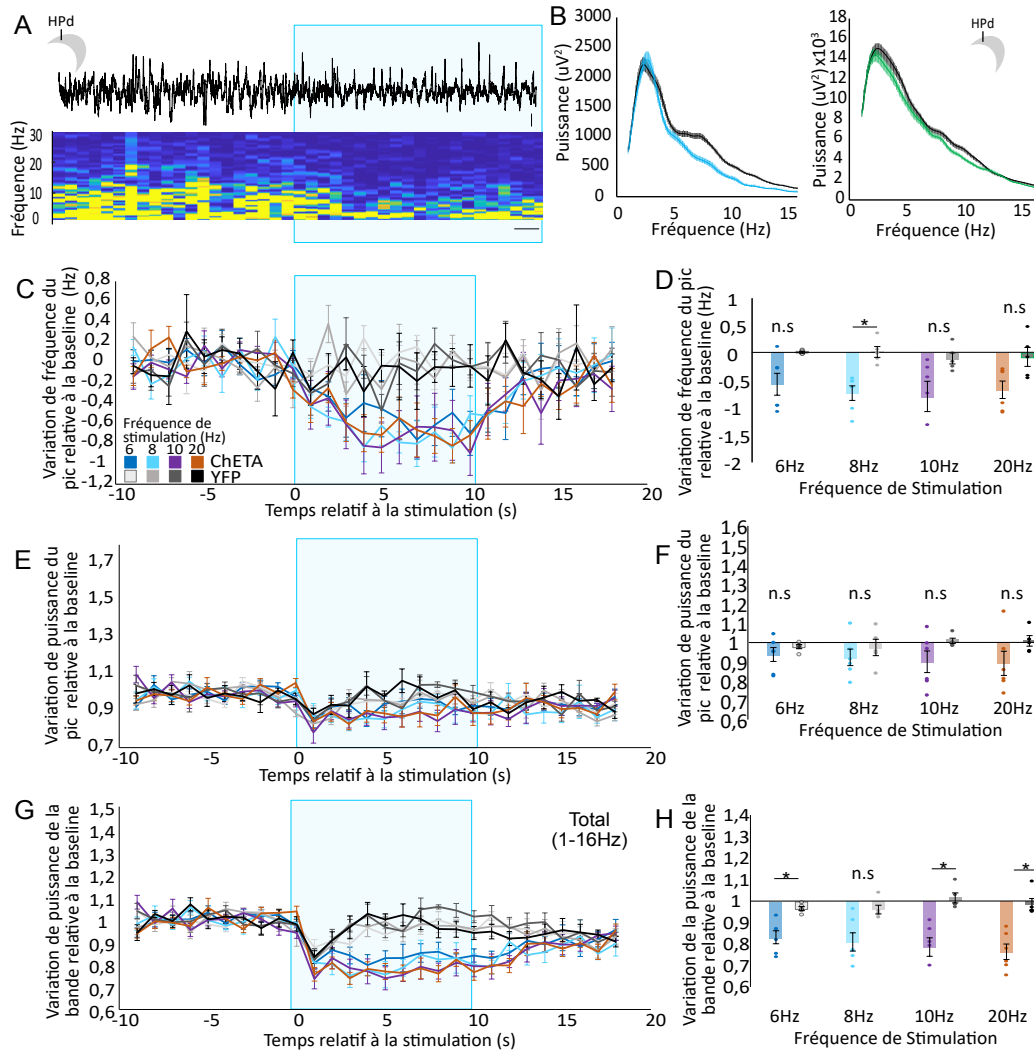 A
HPd
Fréquence (Hz)
30
20
10
0
B
Puissance (uV²)
3000
2500
2000
1500
1000
500
0
0 5 10 15
Fréquence (Hz)
HPd
Puissance (uV²) x10³
18
16
14
12
10
8
6
4
2
0
0 5 10 15
Fréquence (Hz)
C
Variation de fréquence du
pic relative à la baseline (Hz)
0,8
0,6
0,4
0,2
0
-0,2
-0,4
-0,6
-0,8
-1
-1,2
Fréquence de
stimulation (Hz)
6 8 10 20
ChETA
YFP
-10 -5 0 5 10 15 20
Temps relatif à la stimulation (s)
D
Variation de fréquence du pic
relative à la baseline (Hz)
1
0,5
0
-0,5
-1
-1,5
-2
n.s * n.s n.s
6Hz 8Hz 10Hz 20Hz
Fréquence de Stimulation
E
Variation de puissance du
pic relative à la baseline
1,7
1,5
1,3
1,1
0,9
0,7
-10 -5 0 5 10 15 20
Temps relatif à la stimulation (s)
F
Variation de puissance du
pic relative à la baseline
1,6
1,5
1,4
1,3
1,2
1,1
1
0,9
0,8
0,7
0,6
n.s n.s n.s n.s
6Hz 8Hz 10Hz 20Hz
Fréquence de Stimulation
G
Variation de puissance de la
bande relative à la baseline
1,5
1,4
1,3
1,2
1,1
1
0,9
0,8
0,7
0,6
Total
(1-16Hz)
-10 -5 0 5 10 15 20
Temps relatif à la stimulation (s)
H
Variation de la puissance de la
bande relative à la baseline
1,5
1,4
1,3
1,2
1,1
1
0,9
0,8
0,7
0,6
* n.s * *
6Hz 8Hz 10Hz 20Hz
Fréquence de Stimulation